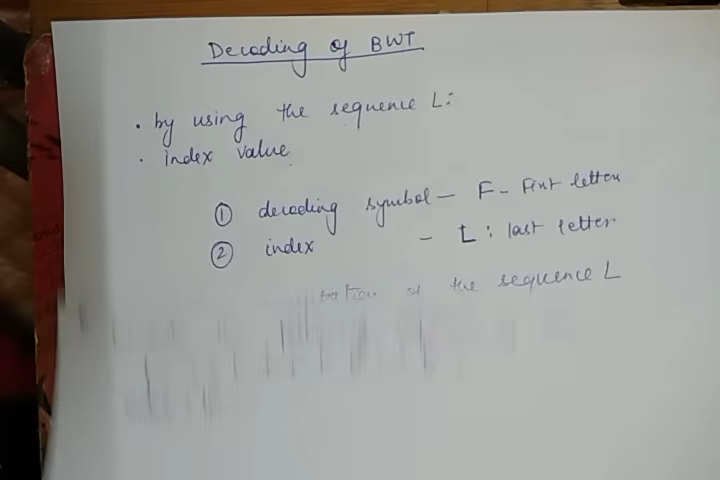 Decoding of BWT
. by using the sequence L:
. index value
① decoding symbol - F - First letter
② index - L: last letter
of the sequence L